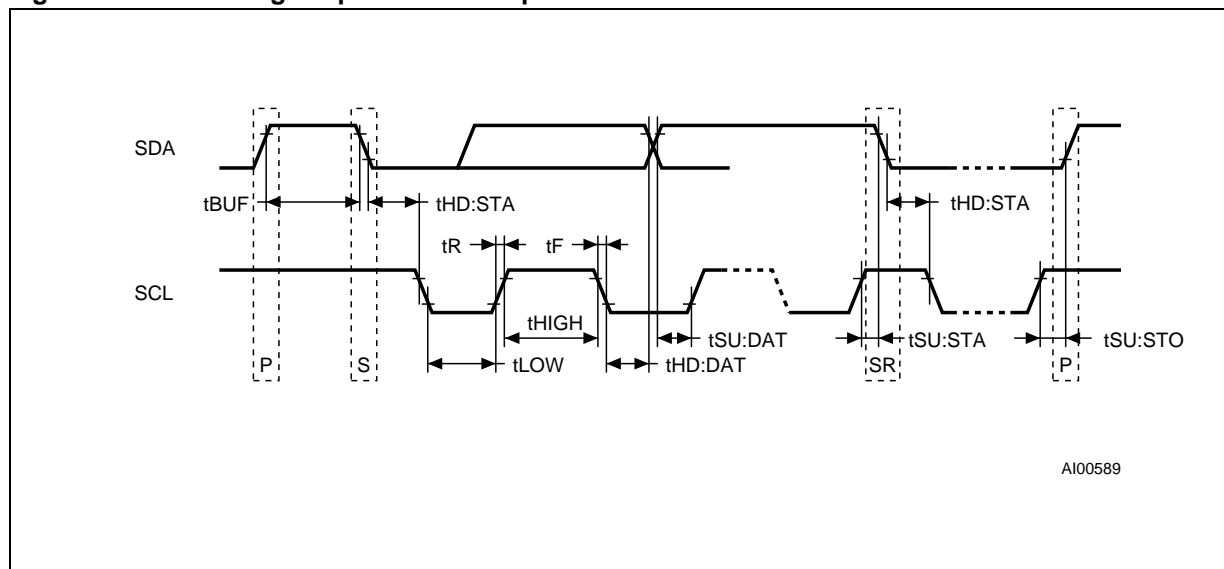 SDA
tBUF
tHD:STA
tHD:STA
tR
tF
SCL
tHIGH
tSU:DAT
tSU:STA
tSU:STO
P
S
tLOW
tHD:DAT
SR
P
AI00589